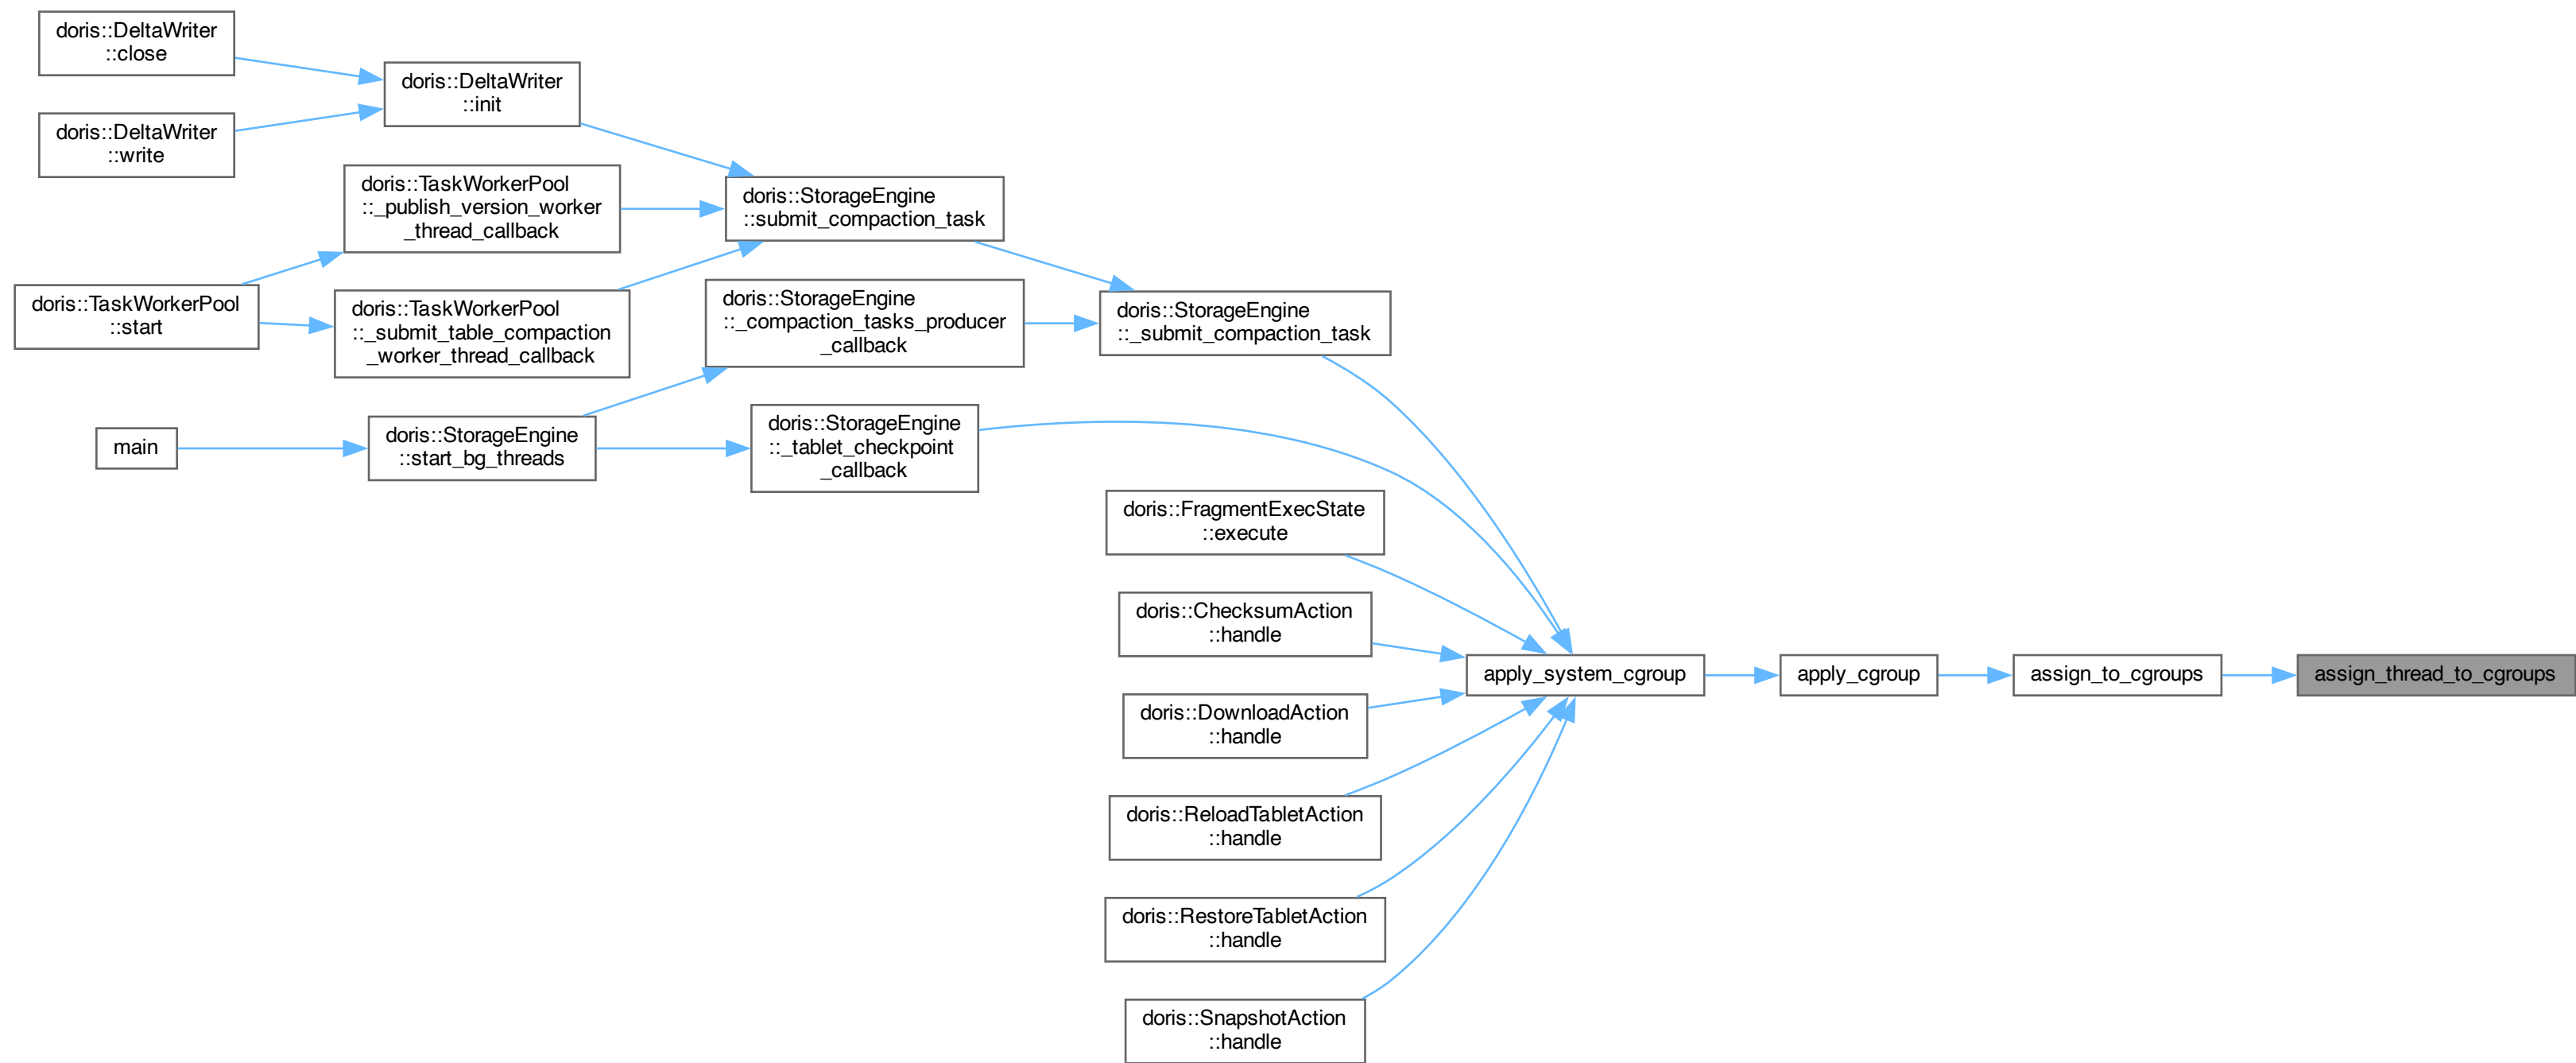 doris::DeltaWriter
::close
doris::DeltaWriter
::write
doris::DeltaWriter
::init
doris::TaskWorkerPool
::_publish_version_worker
_thread_callback
doris::StorageEngine
::submit_compaction_task
doris::TaskWorkerPool
::start
doris::TaskWorkerPool
::_submit_table_compaction
_worker_thread_callback
doris::StorageEngine
::_compaction_tasks_producer
_callback
doris::StorageEngine
::_submit_compaction_task
main
doris::StorageEngine
::start_bg_threads
doris::StorageEngine
::_tablet_checkpoint
_callback
doris::FragmentExecState
::execute
doris::ChecksumAction
::handle
doris::DownloadAction
::handle
doris::ReloadTabletAction
::handle
doris::RestoreTabletAction
::handle
doris::SnapshotAction
::handle
apply_system_cgroup
apply_cgroup
assign_to_cgroups
assign_thread_to_cgroups